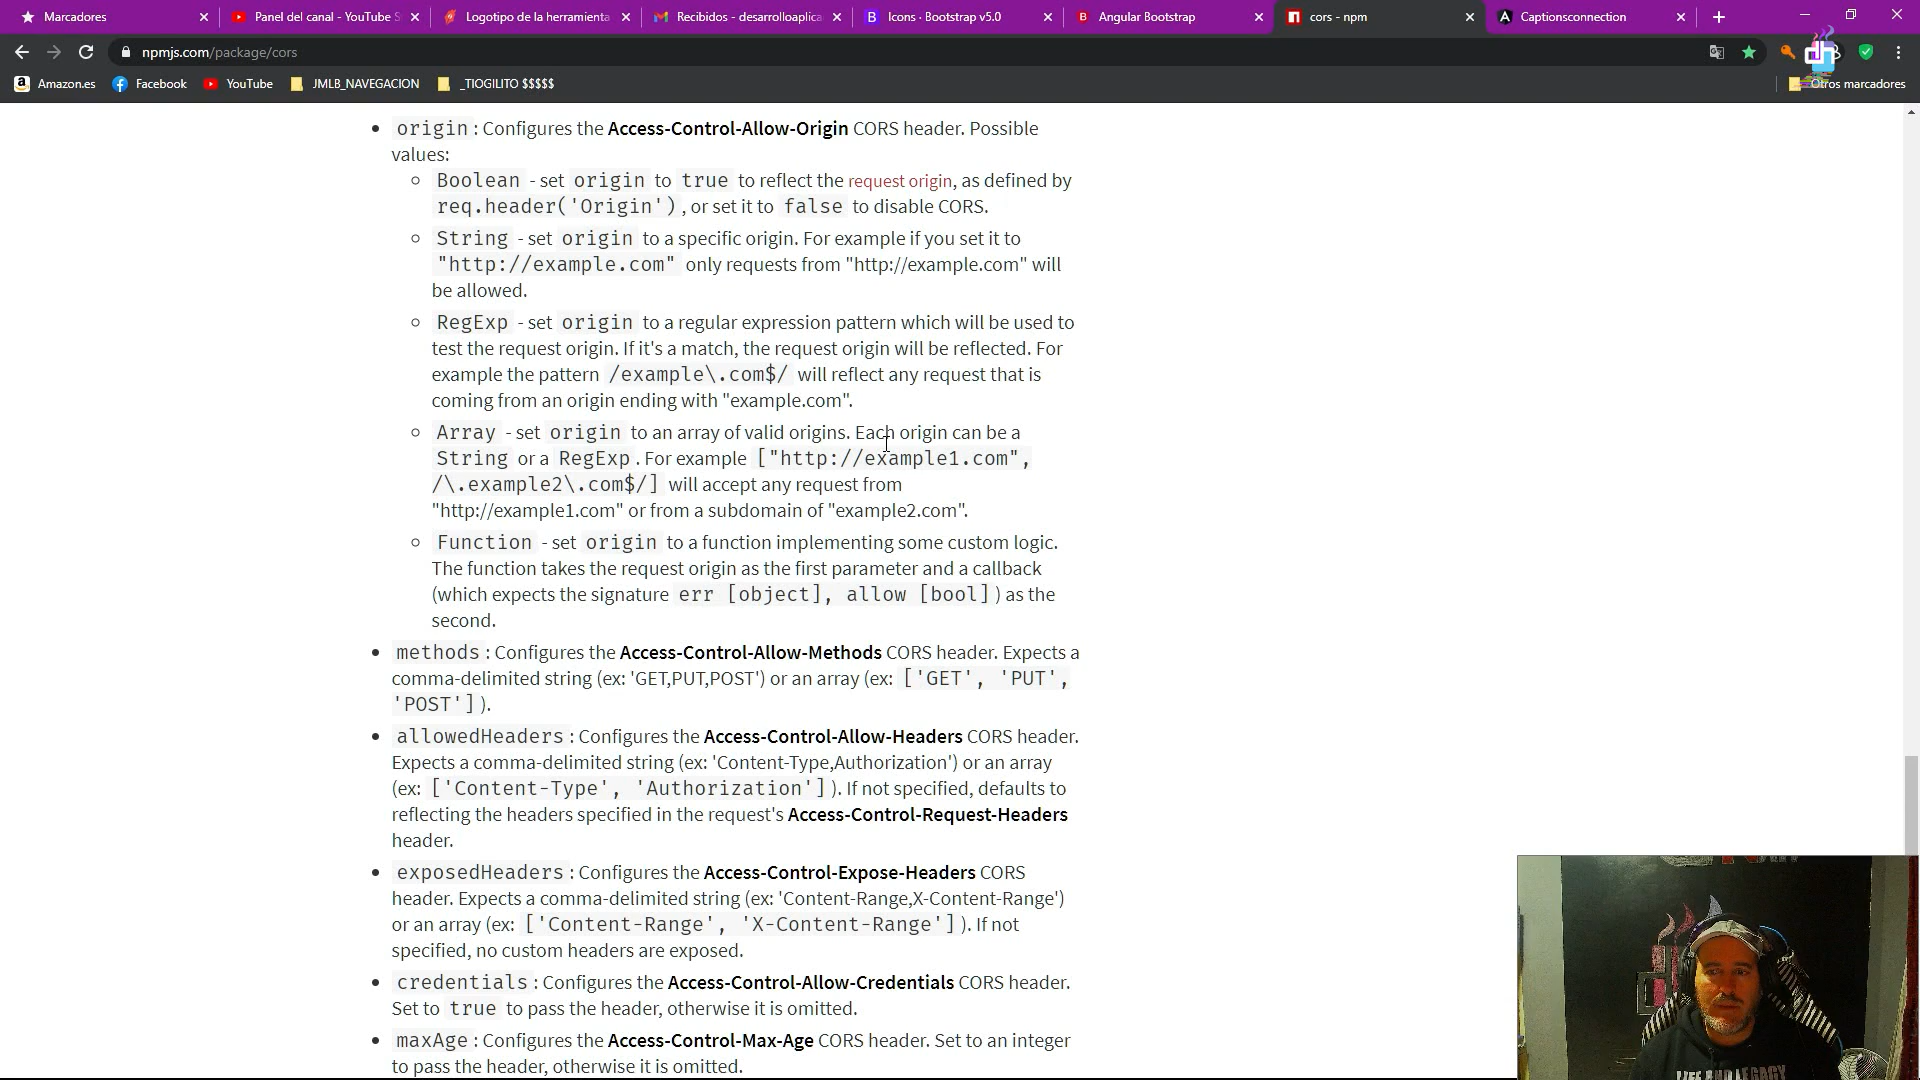 Marcadores
Panel del canal - YouTube S
Logotipo de la herramienta
Recibidos - desarrolloaplica
Icons · Bootstrap v5.0
Angular Bootstrap
cors - npm
Captionsconnection
npmjs.com/package/cors
Amazon.es
Facebook
YouTube
JMLB_NAVEGACION
_TIOGILITO $$$$$
Otros marcadores
• origin : Configures the Access-Control-Allow-Origin CORS header. Possible
values:
Boolean - set origin to true to reflect the request origin, as defined by
req.header('Origin') , or set it to false to disable CORS.
String - set origin to a specific origin. For example if you set it to
"http://example.com" only requests from "http://example.com" will
be allowed.
RegExp - set origin to a regular expression pattern which will be used to
test the request origin. If it's a match, the request origin will be reflected. For
example the pattern /example\.com$/ will reflect any request that is
coming from an origin ending with "example.com".
Array - set origin to an array of valid origins. Each origin can be a
String or a RegExp . For example ["http://example1.com",
/\.example2\.com$/] will accept any request from
"http://example1.com" or from a subdomain of "example2.com".
Function - set origin to a function implementing some custom logic.
The function takes the request origin as the first parameter and a callback
(which expects the signature err [object], allow [bool] ) as the
second.
• methods : Configures the Access-Control-Allow-Methods CORS header. Expects a
comma-delimited string (ex: 'GET,PUT,POST') or an array (ex: ['GET', 'PUT',
'POST'] ).
• allowedHeaders : Configures the Access-Control-Allow-Headers CORS header.
Expects a comma-delimited string (ex: 'Content-Type,Authorization') or an array
(ex: ['Content-Type', 'Authorization'] ). If not specified, defaults to
reflecting the headers specified in the request's Access-Control-Request-Headers
header.
• exposedHeaders : Configures the Access-Control-Expose-Headers CORS
header. Expects a comma-delimited string (ex: 'Content-Range,X-Content-Range')
or an array (ex: ['Content-Range', 'X-Content-Range'] ). If not
specified, no custom headers are exposed.
• credentials : Configures the Access-Control-Allow-Credentials CORS header.
Set to true to pass the header, otherwise it is omitted.
• maxAge : Configures the Access-Control-Max-Age CORS header. Set to an integer
to pass the header, otherwise it is omitted.
LIFE AND LEGACY